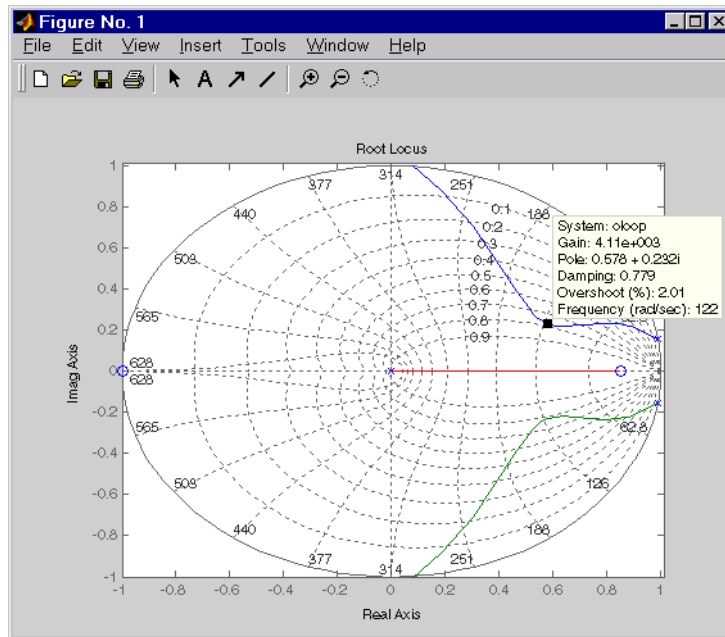 Figure No. 1
File Edit View Insert Tools Window Help
A
Root Locus
1
0.8
0.6
0.4
0.2
0
-0.2
-0.4
-0.6
-0.8
-1
Imag Axis
314
377
251
440
188
503
565
628
628
565
503
440
377
314
251
188
126
62.8
0.1
0.2
0.3
0.4
0.5
0.6
0.7
0.8
0.9
System: oloop
Gain: 4.11e+003
Pole: 0.578 + 0.232i
Damping: 0.779
Overshoot (%): 2.01
Frequency (rad/sec): 122
-1 -0.8 -0.6 -0.4 -0.2 0 0.2 0.4 0.6 0.8 1
Real Axis